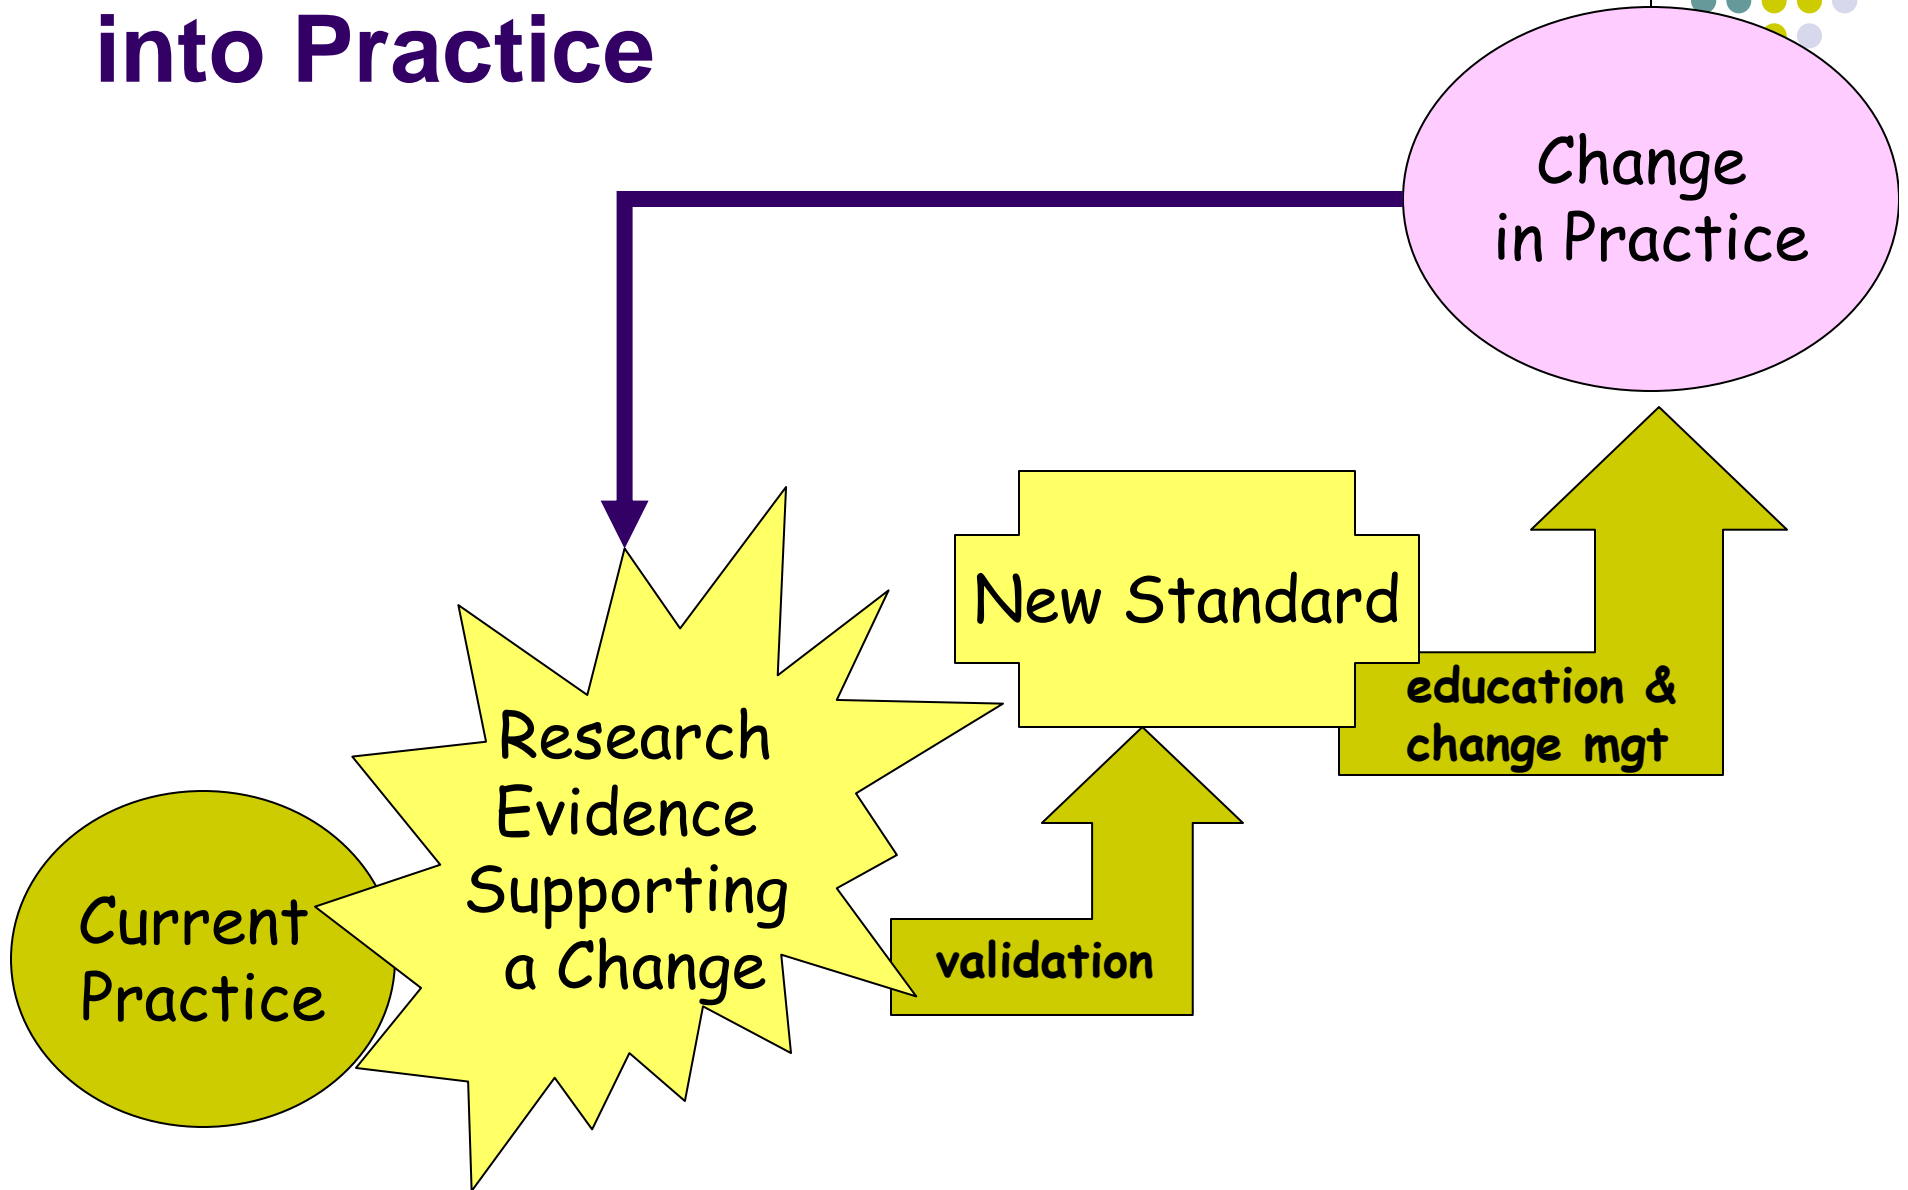 into Practice
Change
in Practice
New Standard
education &
change mgt
Research
Evidence
Supporting
a Change
validation
Current
Practice